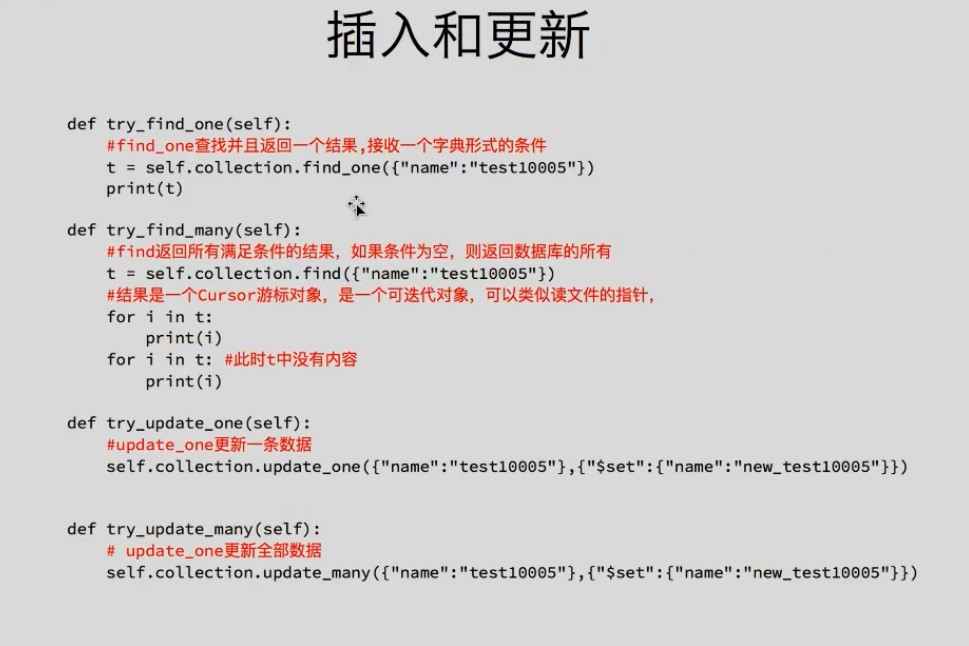 插入和更新
def try_find_one(self):
#find_one查找并且返回一个结果,接收一个字典形式的条件
t = self.collection.find_one({"name":"test10005"})
print(t)
def try_find_many(self):
#find返回所有满足条件的结果，如果条件为空，则返回数据库的所有
t = self.collection.find({"name":"test10005"})
#结果是一个Cursor游标对象，是一个可迭代对象，可以类似读文件的指针，
for i in t:
print(i)
for i in t: #此时t中没有内容
print(i)
def try_update_one(self):
#update_one更新一条数据
self.collection.update_one({"name":"test10005"},{"$set":{"name":"new_test10005"}})
def try_update_many(self):
# update_one更新全部数据
self.collection.update_many({"name":"test10005"},{"$set":{"name":"new_test10005"}})